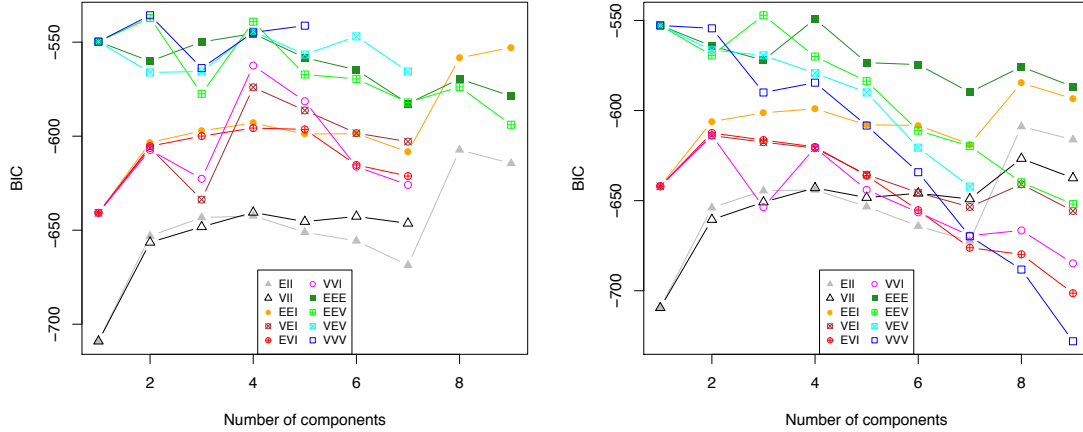 BIC
−550
−600
−650
−700
2
4
6
8
Number of components
EII
VII
EEI
VEI
EVI
VVI
EEE
EEV
VEV
VVV
BIC
−550
−600
−650
−700
2
4
6
8
Number of components
EII
VII
EEI
VEI
EVI
VVI
EEE
EEV
VEV
VVV